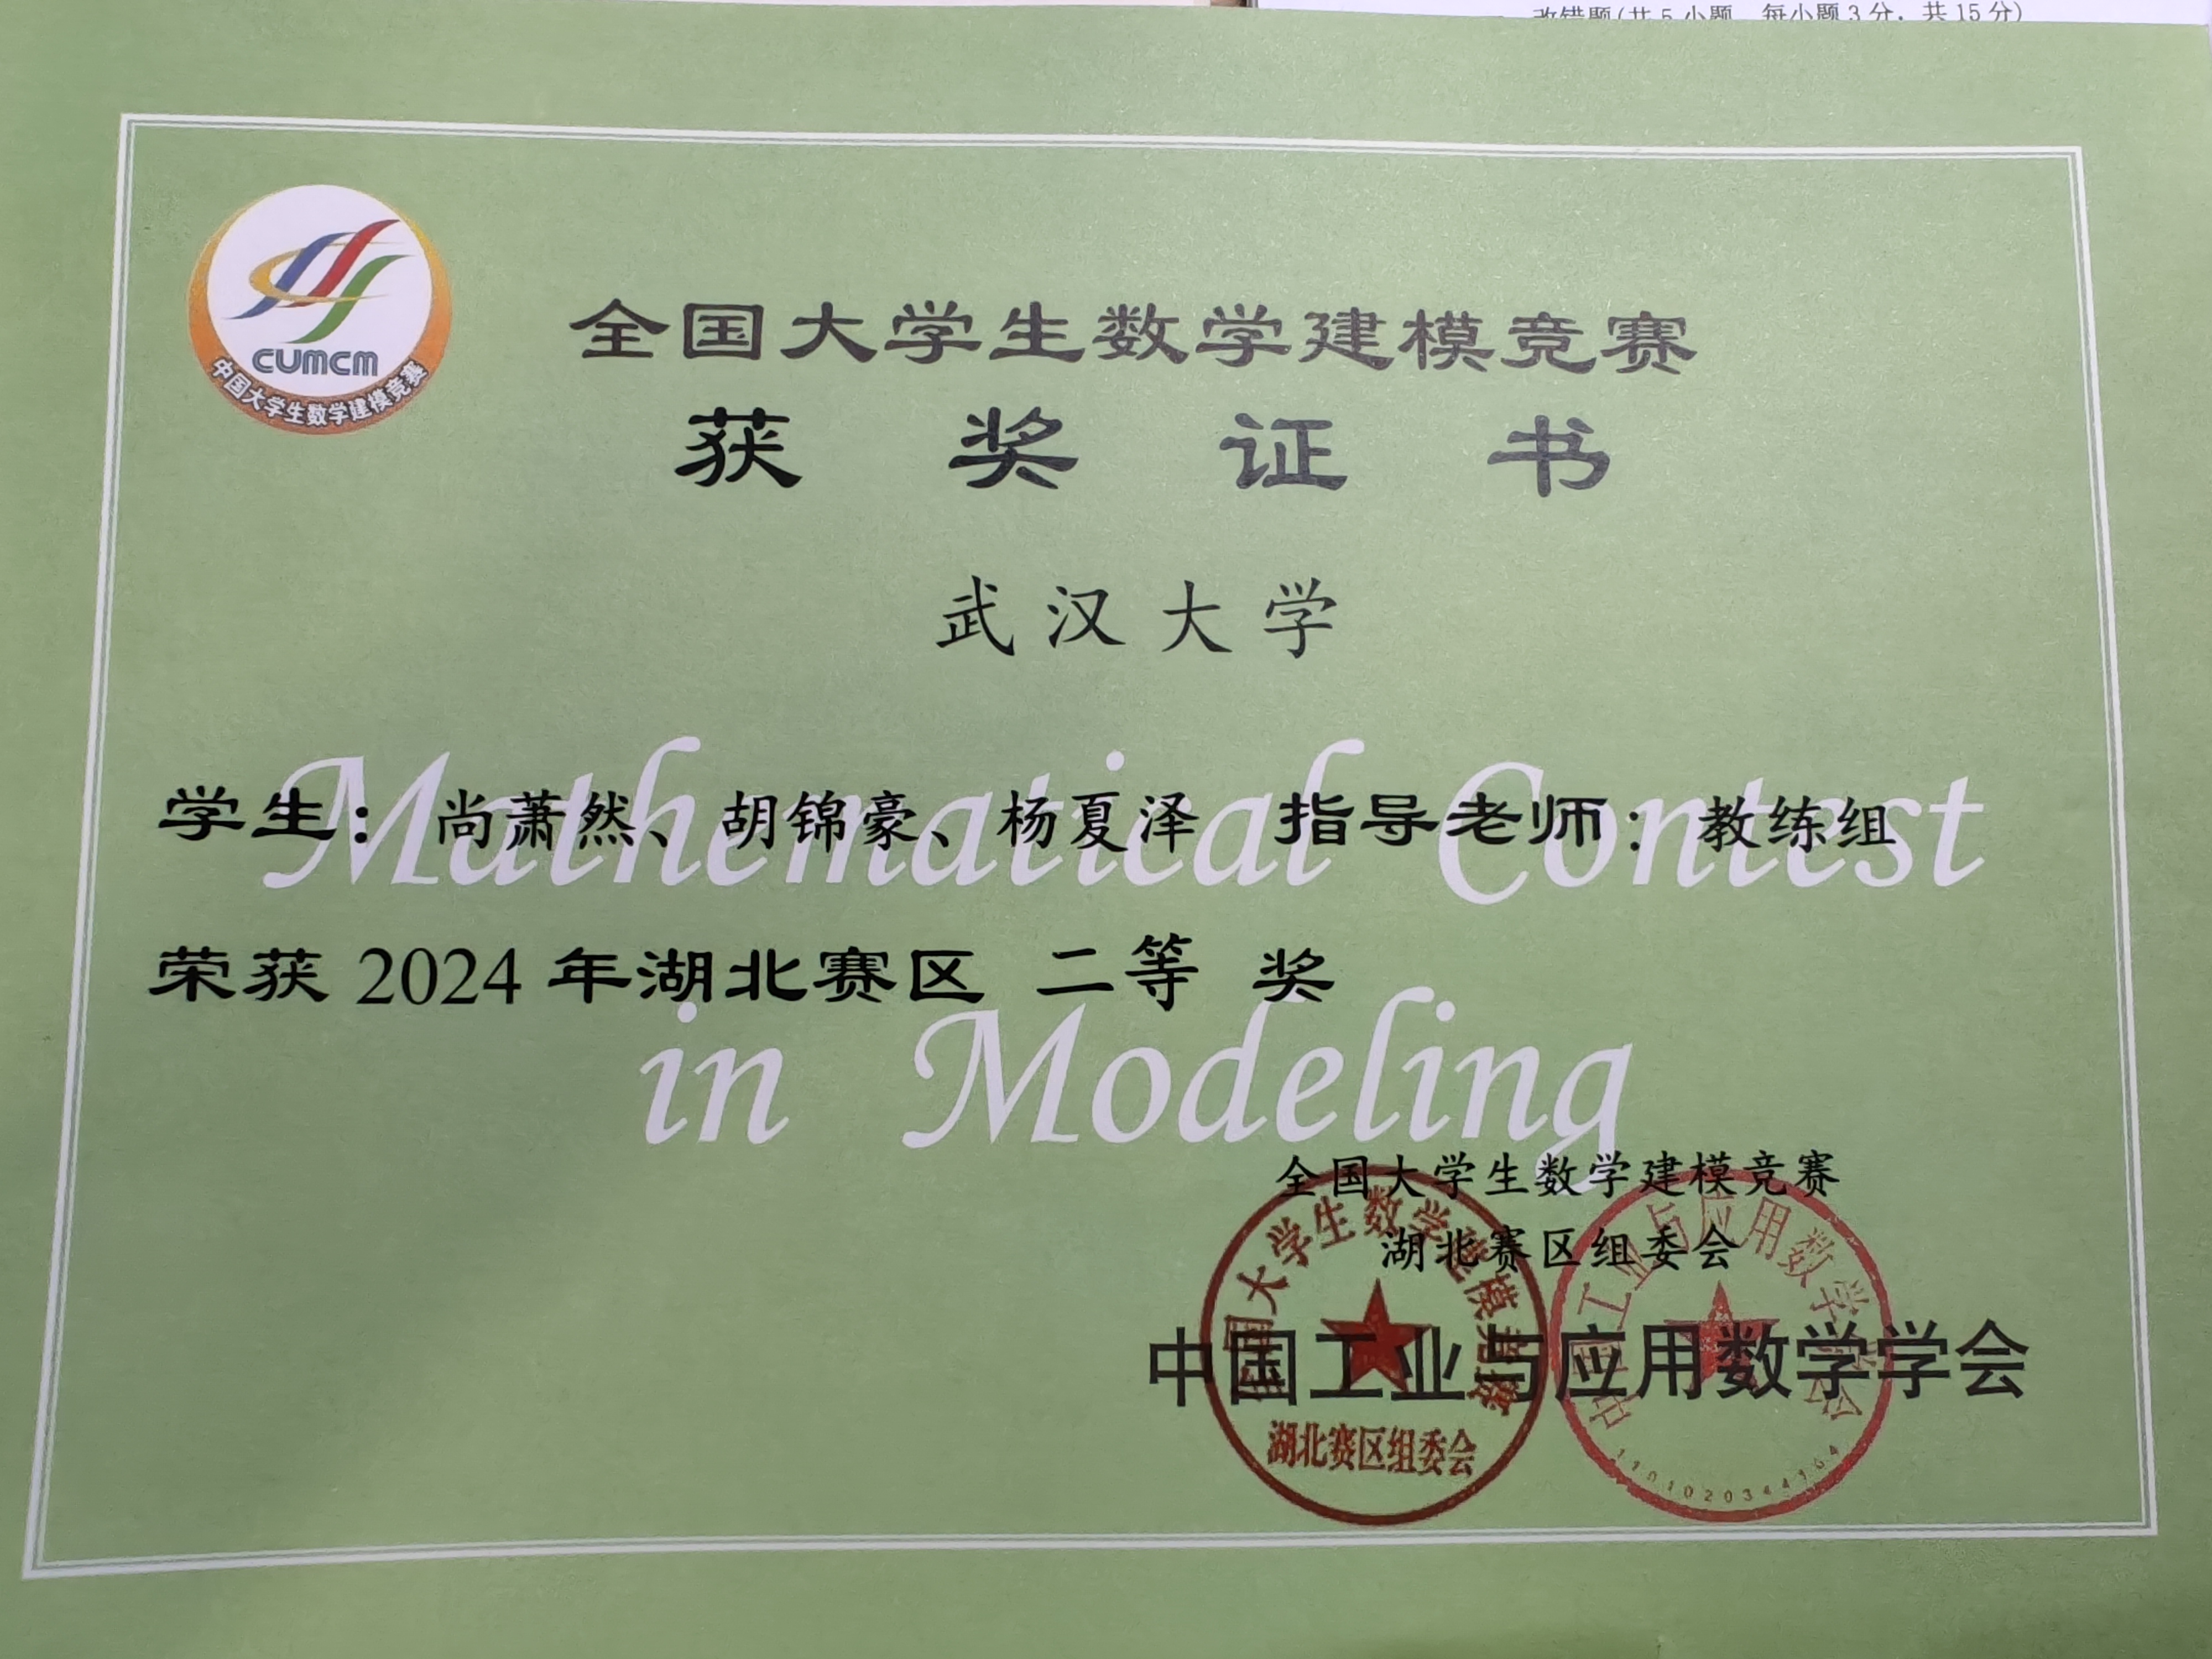 改错题(共5小题，每小题3分，共15分)
CUMCM
中国大学生数学建模竞赛
全国大学生数学建模竞赛
获奖证书
武汉大学
Mathematical Contest
学生：尚萧然、胡锦豪、杨夏泽 指导老师：教练组
荣获 2024 年湖北赛区 二等 奖
in Modeling
全国大学生数学建模竞赛
湖北赛区组委会
中国工业与应用数学学会
全国大学生数学建模竞赛
湖北赛区组委会
中国工业与应用数学学会